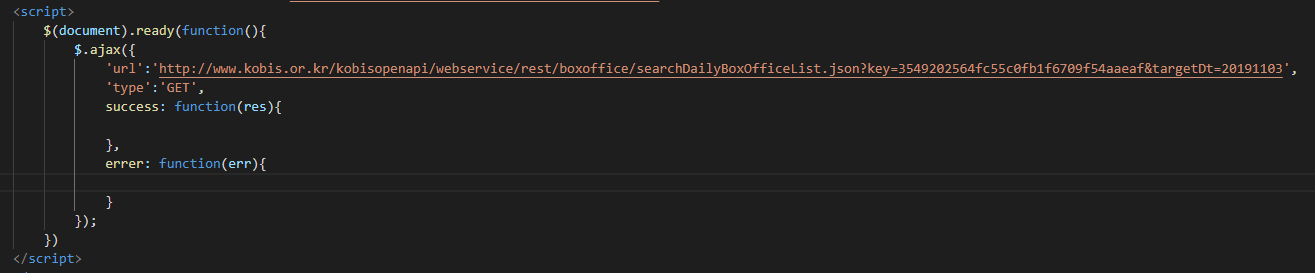 <script>
$(document).ready(function(){
$.ajax({
'url':'http://www.kobis.or.kr/kobisopenapi/webservice/rest/boxoffice/searchDailyBoxOfficeList.json?key=3549202564fc55c0fb1f6709f54aaeaf&targetDt=20191103',
'type':'GET',
success: function(res){
},
errer: function(err){
}
});
})
</script>